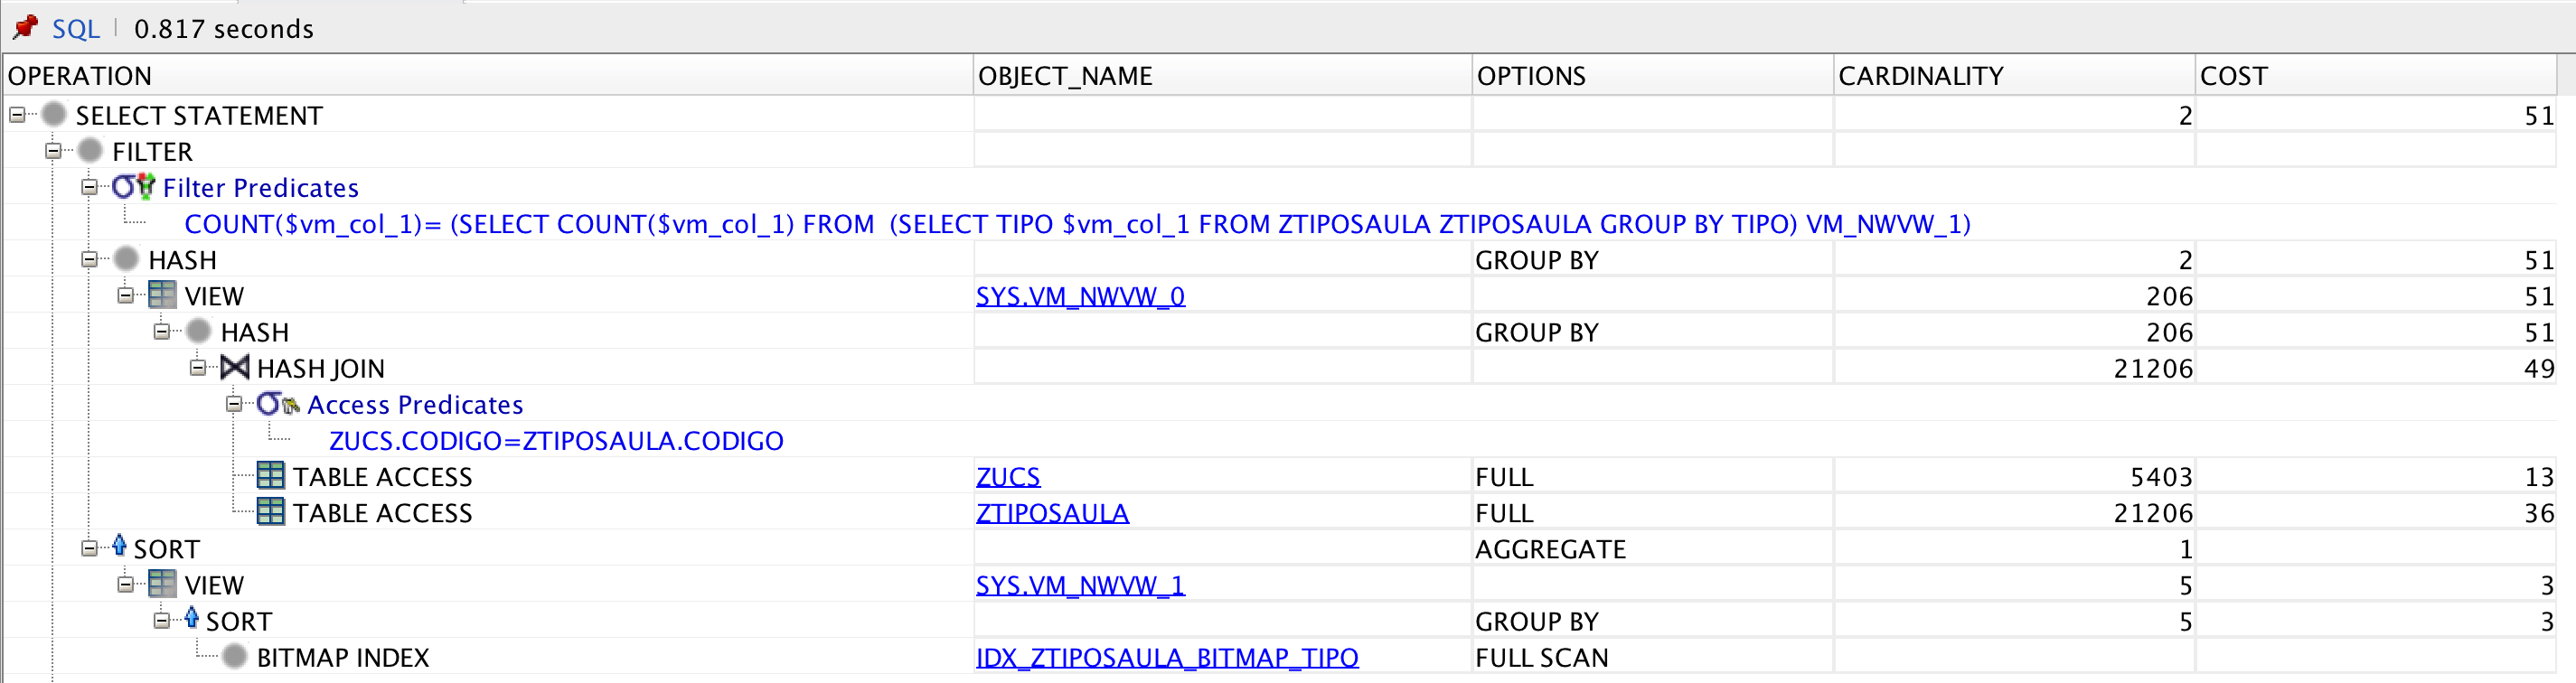 SQL | 0.817 seconds
OPERATION OBJECT_NAME OPTIONS CARDINALITY COST
SELECT STATEMENT 2 51
FILTER
Filter Predicates
COUNT($vm_col_1)= (SELECT COUNT($vm_col_1) FROM  (SELECT TIPO $vm_col_1 FROM ZTIPOSAULA ZTIPOSAULA GROUP BY TIPO) VM_NWVW_1)
HASH GROUP BY 2 51
VIEW SYS.VM_NWVW_0 206 51
HASH GROUP BY 206 51
HASH JOIN 21206 49
Access Predicates
ZUCS.CODIGO=ZTIPOSAULA.CODIGO
TABLE ACCESS ZUCS FULL 5403 13
TABLE ACCESS ZTIPOSAULA FULL 21206 36
SORT AGGREGATE 1
VIEW SYS.VM_NWVW_1 5 3
SORT GROUP BY 5 3
BITMAP INDEX IDX_ZTIPOSAULA_BITMAP_TIPO FULL SCAN